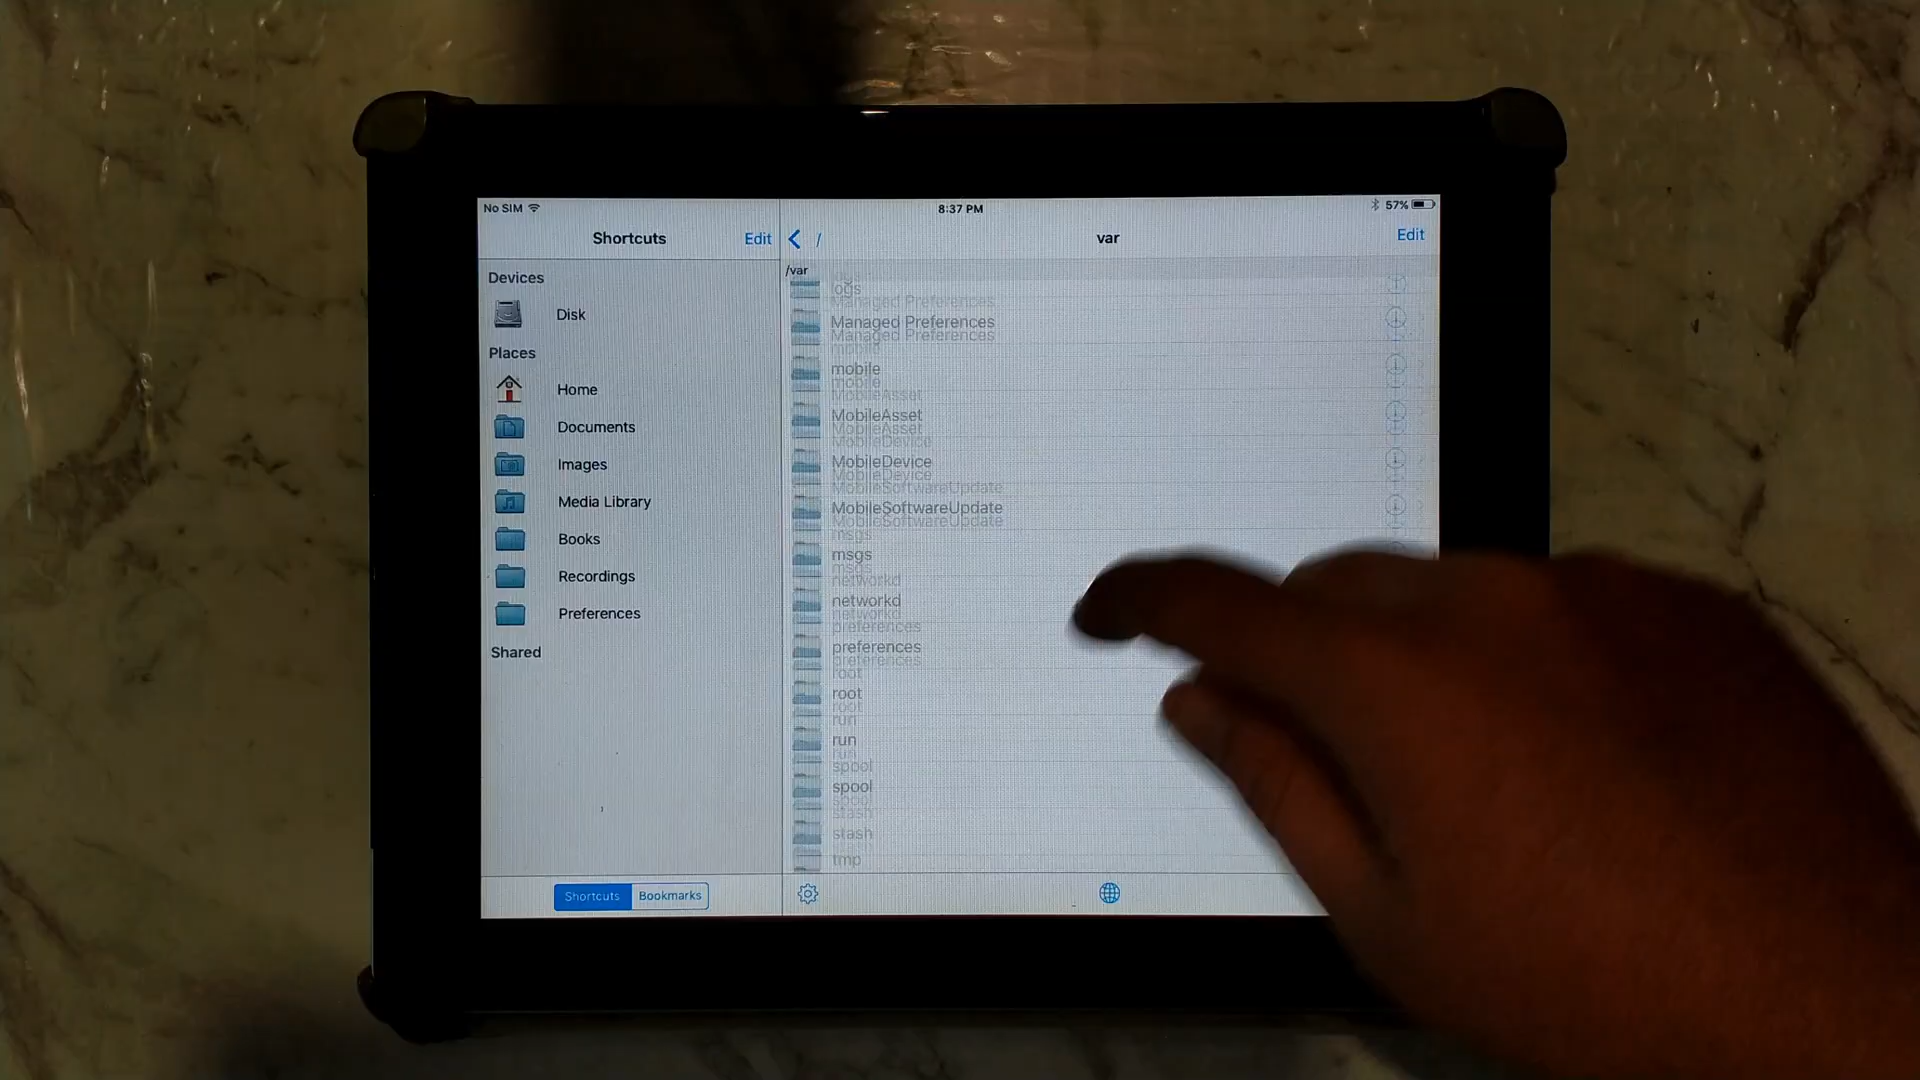 No SIM
8:37 PM
57%
Shortcuts
Edit
/
var
Edit
Devices
Disk
Places
Home
Documents
Images
Media Library
Books
Recordings
Preferences
Shared
Shortcuts
Bookmarks
/var
logs
Managed Preferences
mobile
MobileAsset
MobileDevice
MobileSoftwareUpdate
msgs
networkd
preferences
root
run
spool
stash
tmp